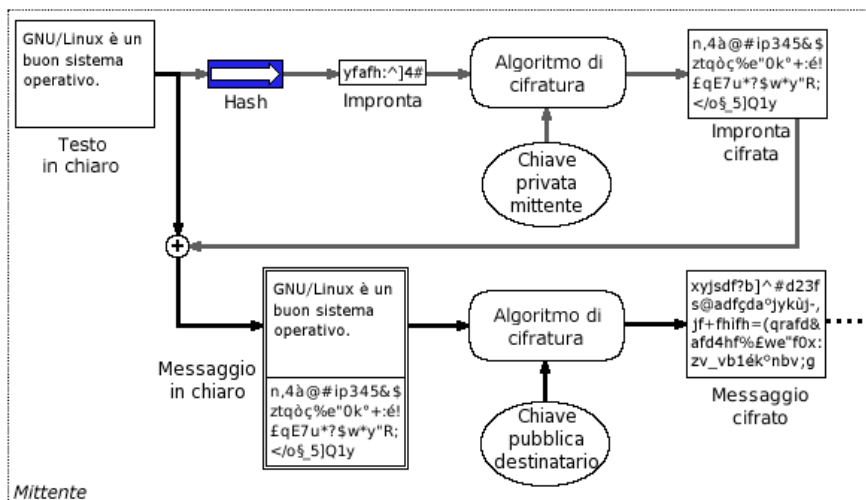 GNU/Linux è un
buon sistema
operativo.
Testo
in chiaro
Hash
yfafh:^]4#
Impronta
Algoritmo di
cifratura
Chiave
privata
mittente
n,4à@#ip345&$
ztqòç%e"0k°+:é!
£qE7u*?$w*y"R;
</o§_5]Q1y
Impronta
cifrata
+
Messaggio
in chiaro
GNU/Linux è un
buon sistema
operativo.
n,4à@#ip345&$
ztqòç%e"0k°+:é!
£qE7u*?$w*y"R;
</o§_5]Q1y
Algoritmo di
cifratura
Chiave
pubblica
destinatario
xyjsdf?b]^#d23f
s@adfçda°jykùj-,
jf+fhìfh=(qrafd&
afd4hf%£we"f0x:
zv_vb1ék°nbv;g
Messaggio
cifrato
Mittente